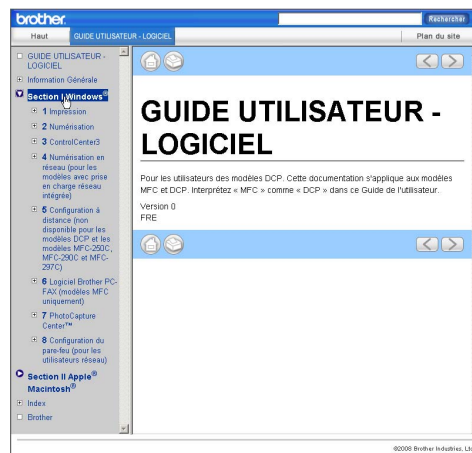 brother.
Rechercher
Haut
GUIDE UTILISATEUR - LOGICIEL
Plan du site
GUIDE UTILISATEUR -
LOGICIEL
Information Générale
Section I Windows®
1 Impression
2 Numérisation
3 ControlCenter3
4 Numérisation en
réseau (pour les
modèles avec prise
en charge réseau
intégrée)
5 Configuration à
distance (non
disponible pour les
modèles DCP et les
modèles MFC-250C,
MFC-290C et MFC-
297C)
6 Logiciel Brother PC-
FAX (modèles MFC
uniquement)
7 PhotoCapture
Center™
8 Configuration du
pare-feu (pour les
utilisateurs réseau)
Section II Apple®
Macintosh®
Index
Brother
GUIDE UTILISATEUR -
LOGICIEL
Pour les utilisateurs des modèles DCP. Cette documentation s'applique aux modèles
MFC et DCP. Interprétez « MFC » comme « DCP » dans ce Guide de l'utilisateur.
Version 0
FRE
©2008 Brother Industries, Ltd